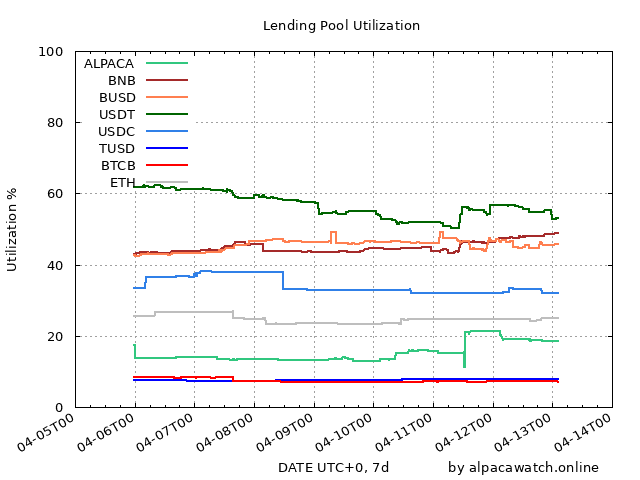 Lending Pool Utilization
100
80
60
40
20
0
Utilization %
ALPACA
BNB
BUSD
USDT
USDC
TUSD
BTCB
ETH
04-05T00
04-06T00
04-07T00
04-08T00
04-09T00
04-10T00
04-11T00
04-12T00
04-13T00
04-14T00
DATE UTC+0, 7d
by alpacawatch.online